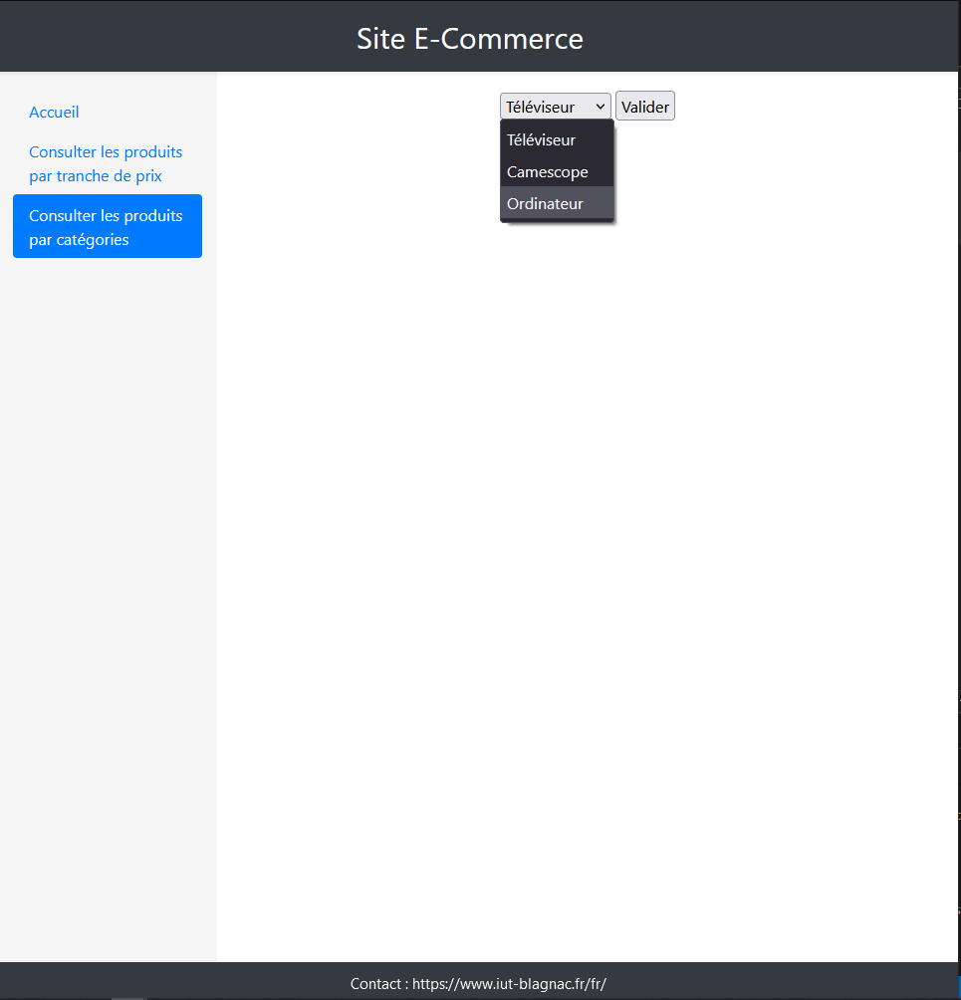 Site E-Commerce
Accueil
Consulter les produits
par tranche de prix
Consulter les produits
par catégories
Téléviseur Valider
Téléviseur
Camescope
Ordinateur
Contact : https://www.iut-blagnac.fr/fr/